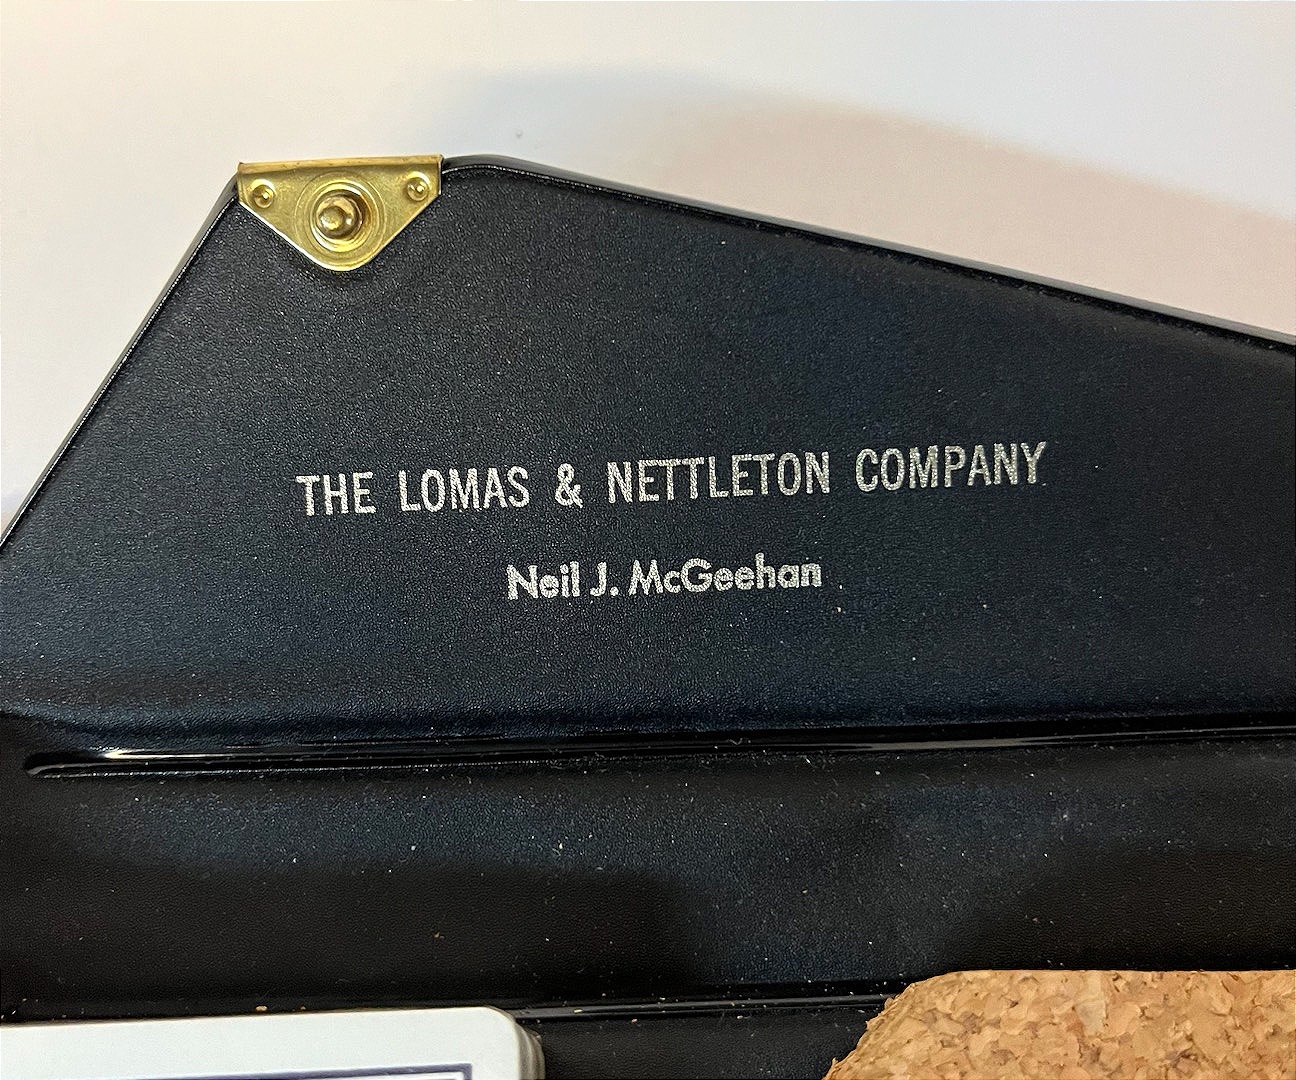 THE LOMAS & NETTLETON COMPANY
Neil J. McGeehan